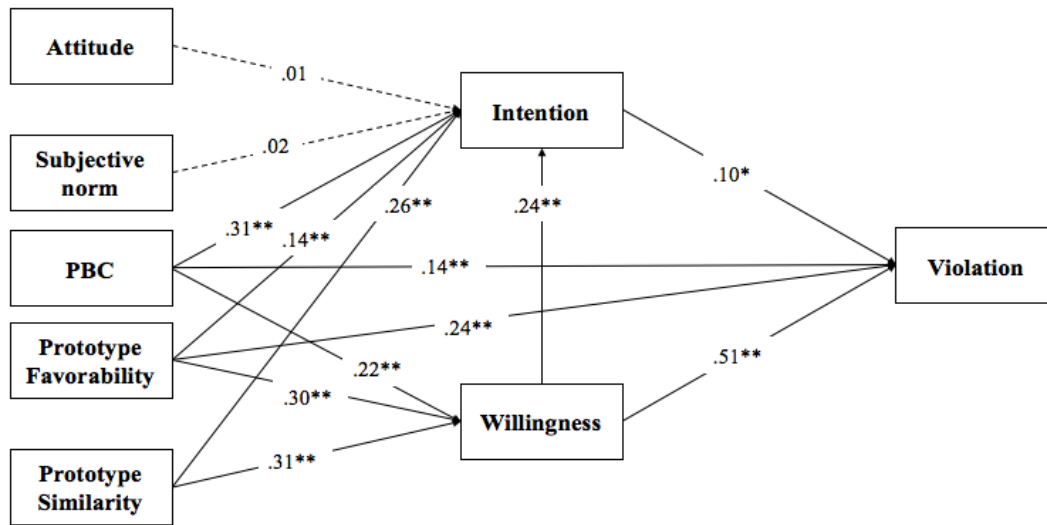 Attitude
.01
Intention
Subjective
norm
.02
.10*
.26**
.24**
.31**
.14**
PBC
.14**
Violation
Prototype
Favorability
.24**
.22**
.51**
.30**
Willingness
Prototype
Similarity
.31**